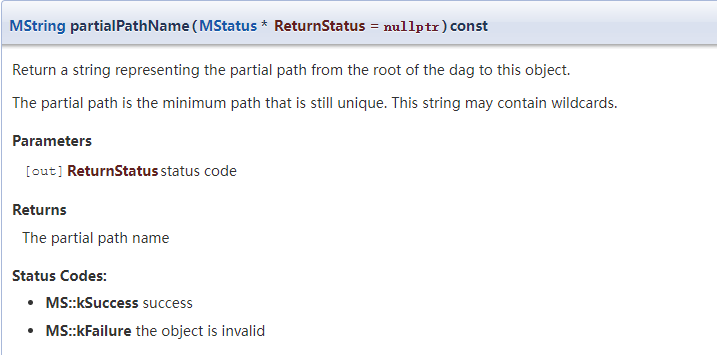 MString partialPathName(MStatus * ReturnStatus = nullptr)const
Return a string representing the partial path from the root of the dag to this object.
The partial path is the minimum path that is still unique. This string may contain wildcards.
Parameters
[out] ReturnStatus status code
Returns
The partial path name
Status Codes:
• MS::kSuccess success
• MS::kFailure the object is invalid